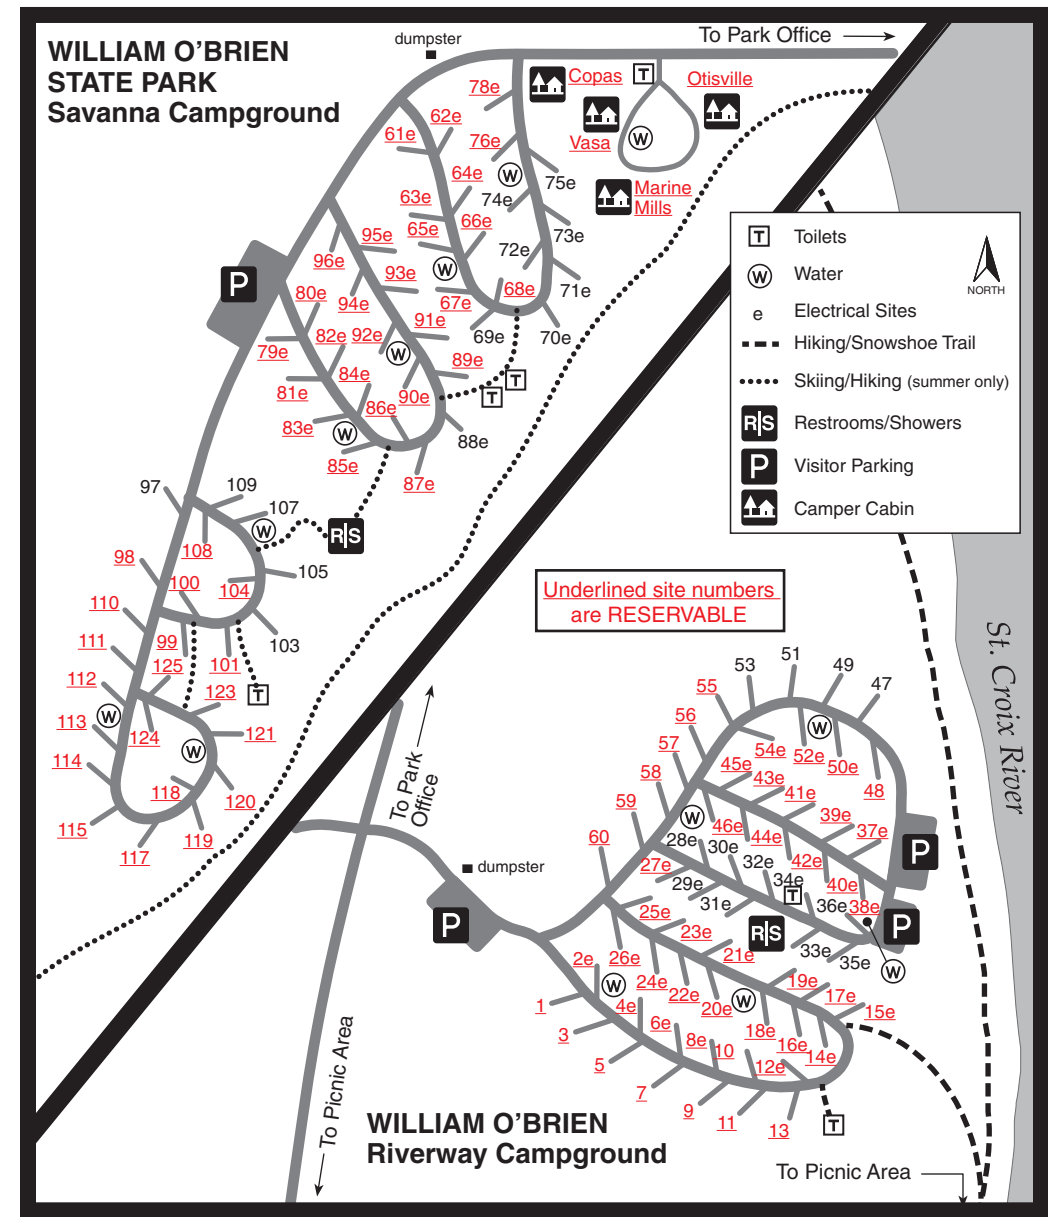 WILLIAM O’BRIEN
STATE PARK
Savanna Campground
dumpster
To Park Office
78e
Copas
T
Otisville
62e
61e
76e
Vasa
W
64e
W
75e
74e
63e
Marine
Mills
66e
65e
95e
73e
72e
96e
93e
W
P
80e
94e
67e
68e
71e
91e
69e
70e
82e
92e
79e
W
89e
84e
T
81e
90e
T
86e
83e
W
88e
85e
87e
Toilets
T
Water
W
NORTH
e
Electrical Sites
Hiking/Snowshoe Trail
Skiing/Hiking (summer only)
R|S
Restrooms/Showers
P
Visitor Parking
Camper Cabin
97
109
107
W
R|S
108
98
105
100
104
110
99
103
111
101
125
112
123
T
W
113
124
121
W
114
118
120
115
119
117
Underlined site numbers
are RESERVABLE
St. Croix River
51
53
49
47
55
56
W
57
54e
52e
45e
50e
58
43e
48
41e
59
W
39e
46e
28e
44e
37e
60
30e
42e
P
27e
32e
34e
40e
29e
T
36e
38e
31e
25e
P
R|S
33e
23e
35e
21e
W
26e
2e
24e
19e
W
22e
17e
20e
W
1
4e
15e
6e
18e
3
8e
16e
10
14e
5
12e
7
9
11
13
T
To Park
Office
dumpster
P
To Picnic Area
WILLIAM O’BRIEN
Riverway Campground
To Picnic Area